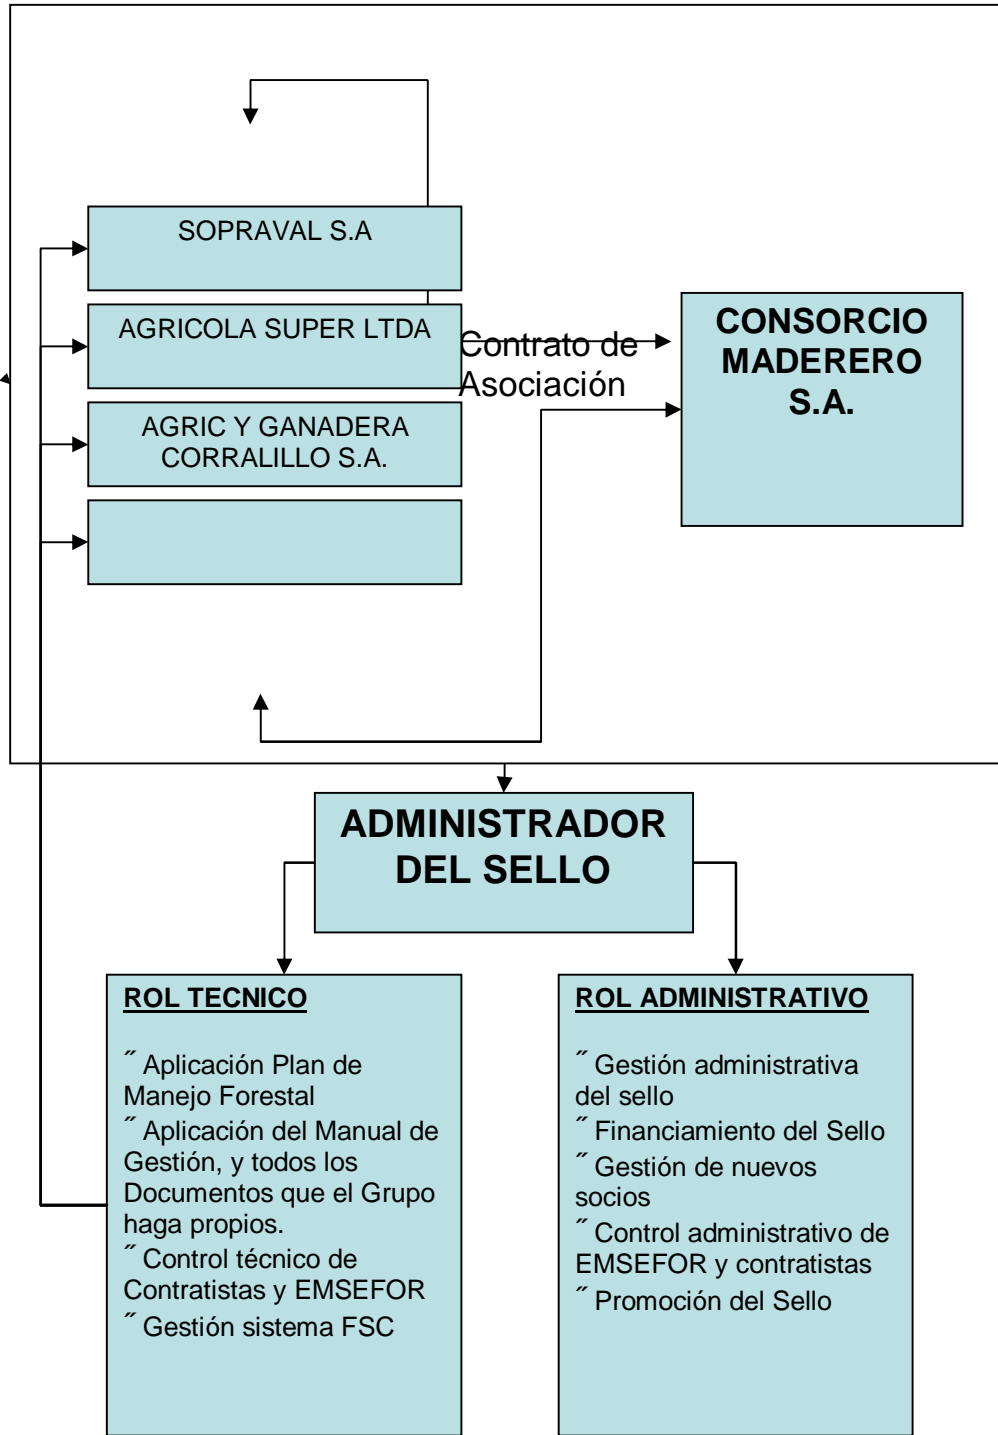 SOPRAVAL S.A
AGRICOLA SUPER LTDA
AGRIC Y GANADERA
CORRALILLO S.A.
Contrato de
Asociación
CONSORCIO
MADERERO
S.A.
ADMINISTRADOR
DEL SELLO
ROL TECNICO
˝ Aplicación Plan de
Manejo Forestal
˝ Aplicación del Manual de
Gestión, y todos los
Documentos que el Grupo
haga propios.
˝ Control técnico de
Contratistas y EMSEFOR
˝ Gestión sistema FSC
ROL ADMINISTRATIVO
˝ Gestión administrativa
del sello
˝ Financiamiento del Sello
˝ Gestión de nuevos
socios
˝ Control administrativo de
EMSEFOR y contratistas
˝ Promoción del Sello